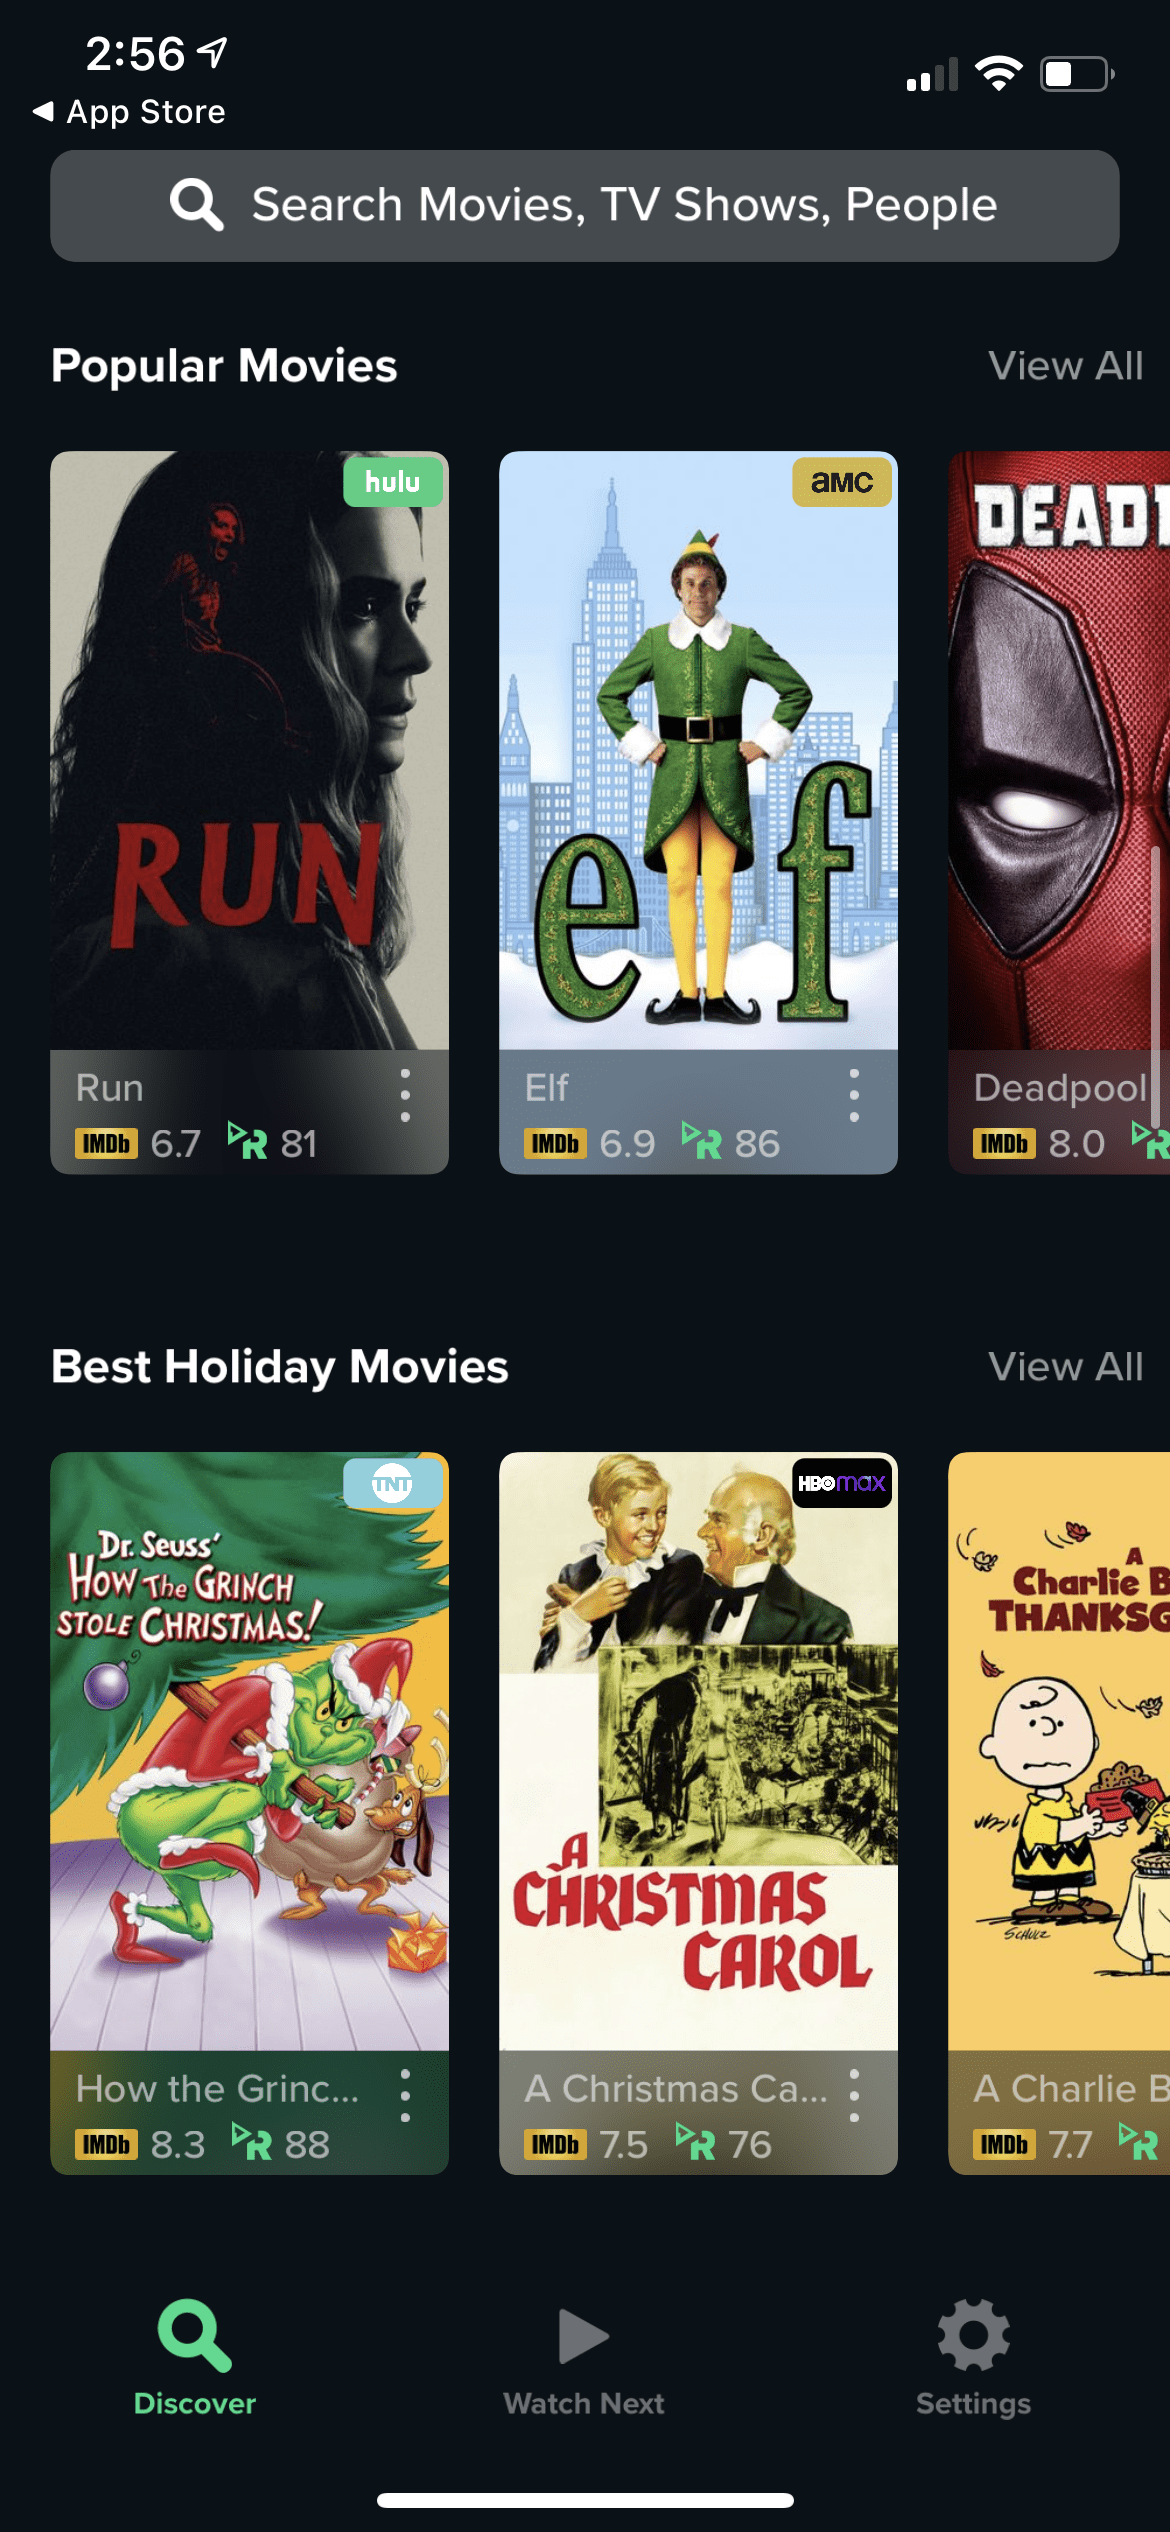 2:56
App Store
Search Movies, TV Shows, People
Popular Movies
View All
hulu
RUN
Run
IMDb 6.7 R 81
aMC
elf
Elf
IMDb 6.9 R 86
DEAD
Deadpool
IMDb 8.0 R
Best Holiday Movies
View All
TNT
Dr. Seuss'
HOW THE GRINCH
STOLE CHRISTMAS!
How the Grinc...
IMDb 8.3 R 88
HBOmax
A
CHRISTMAS
CAROL
A Christmas Ca...
IMDb 7.5 R 76
A
Charlie B
THANKSG
SCHULZ
A Charlie B
IMDb 7.7 R
Discover
Watch Next
Settings